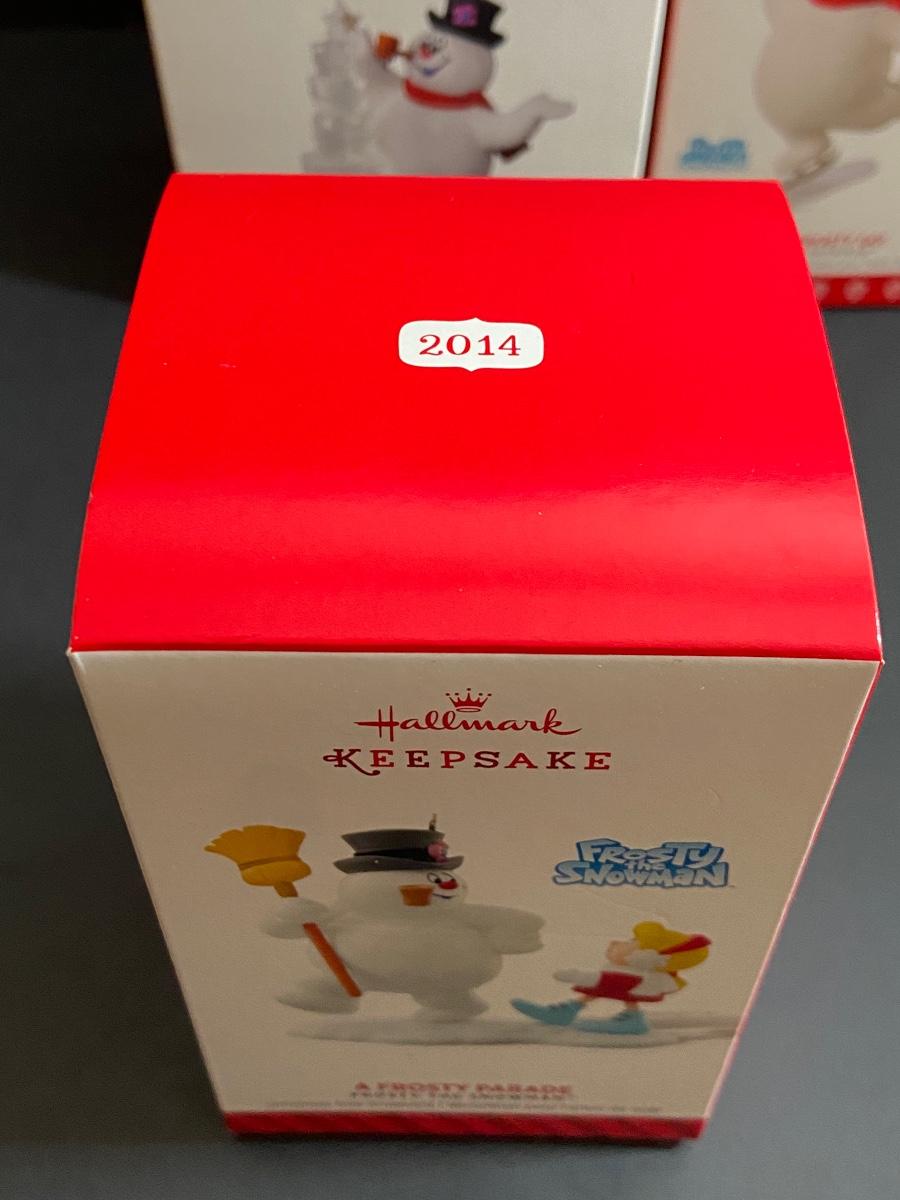 2014
Hallmark
KEEPSAKE
FROSTY
THE
SNOWMAN
A FROSTY PARADE
FROSTY THE SNOWMAN